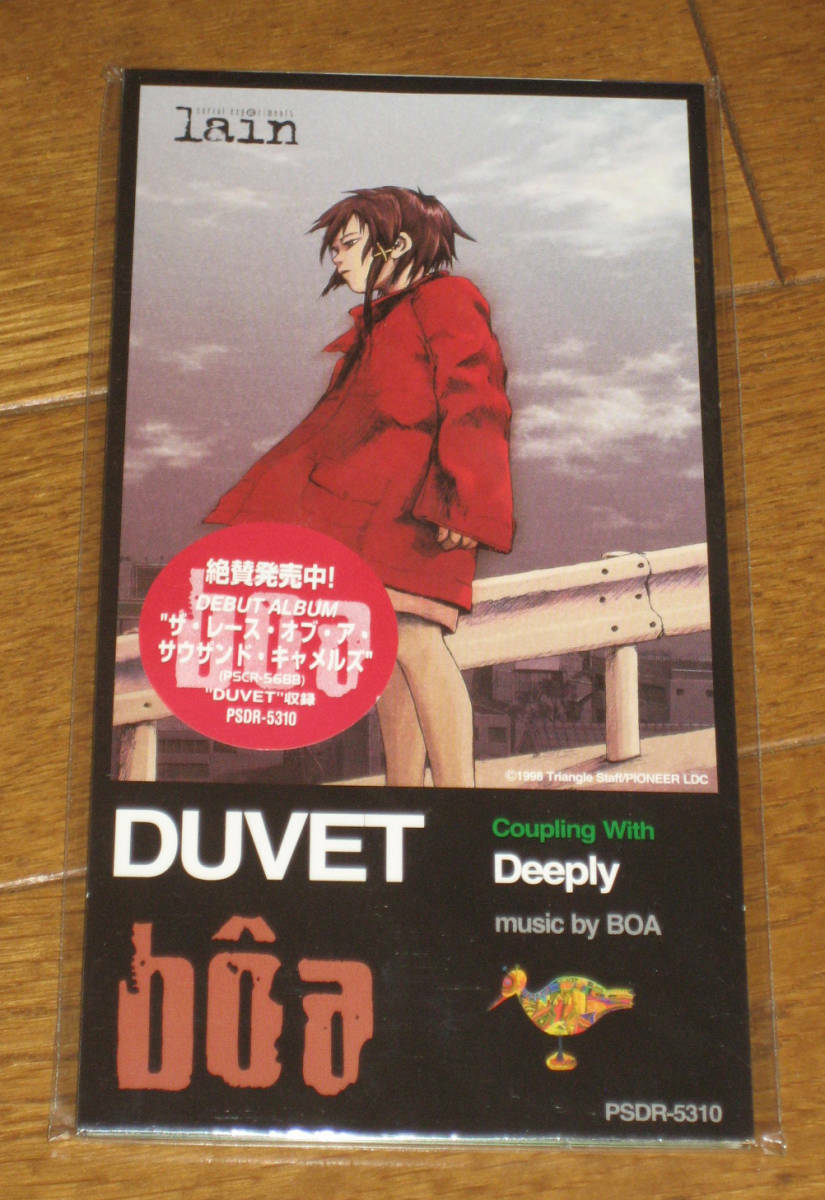 serial experiments
lain
絶賛発売中!
DEBUT ALBUM
"ザ・レース・オブ・ア・
サウザンド・キャメルズ"
(PSCR-5688)
"DUVET"収録
PSDR-5310
©1998 Triangle Staff/PIONEER LDC
DUVET
Coupling With
Deeply
music by BOA
bôa
PSDR-5310